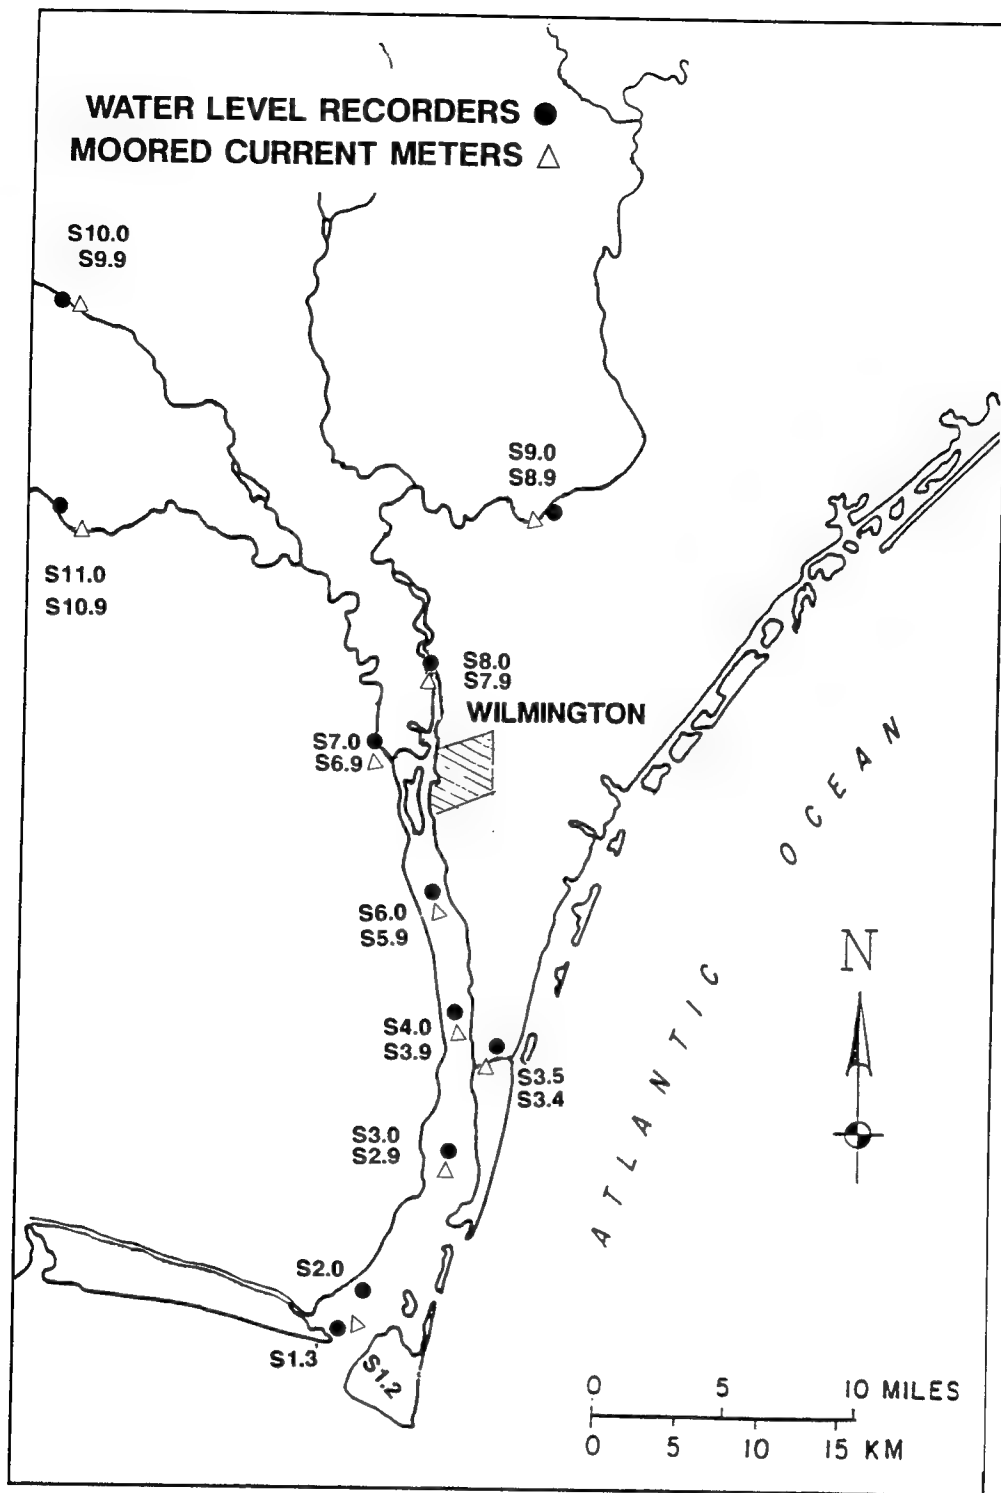 WATER LEVEL RECORDERS
MOORED CURRENT METERS
S10.0
S9.9
S9.0
S8.9
S11.0
S10.9
S8.0
S7.9
WILMINGTON
S7.0
S6.9
S6.0
S5.9
S4.0
S3.9
S3.5
S3.4
S3.0
S2.9
S2.0
S1.3
S1.2
ATLANTIC OCEAN
N
0 5 10 MILES
0 5 10 15 KM